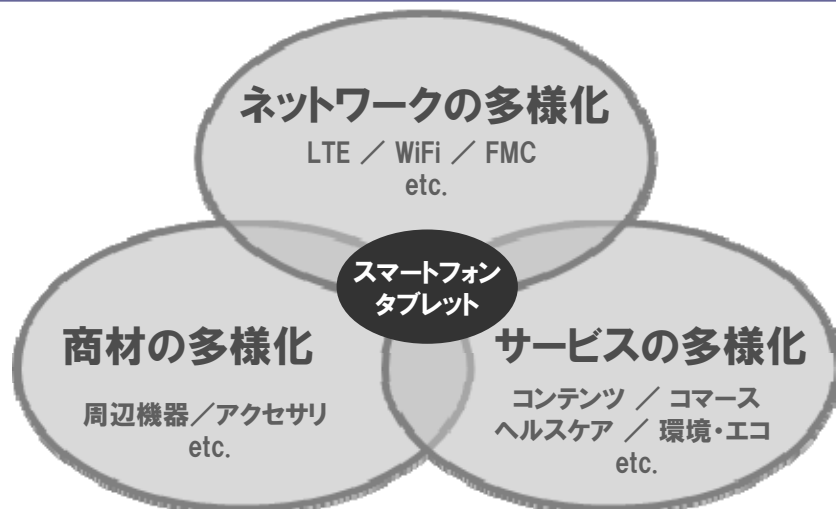 ネットワークの多様化
LTE ／ WiFi ／ FMC
etc.
スマートフォン
タブレット
商材の多様化
周辺機器／アクセサリ
etc.
サービスの多様化
コンテンツ ／ コマース
ヘルスケア ／ 環境・エコ
etc.